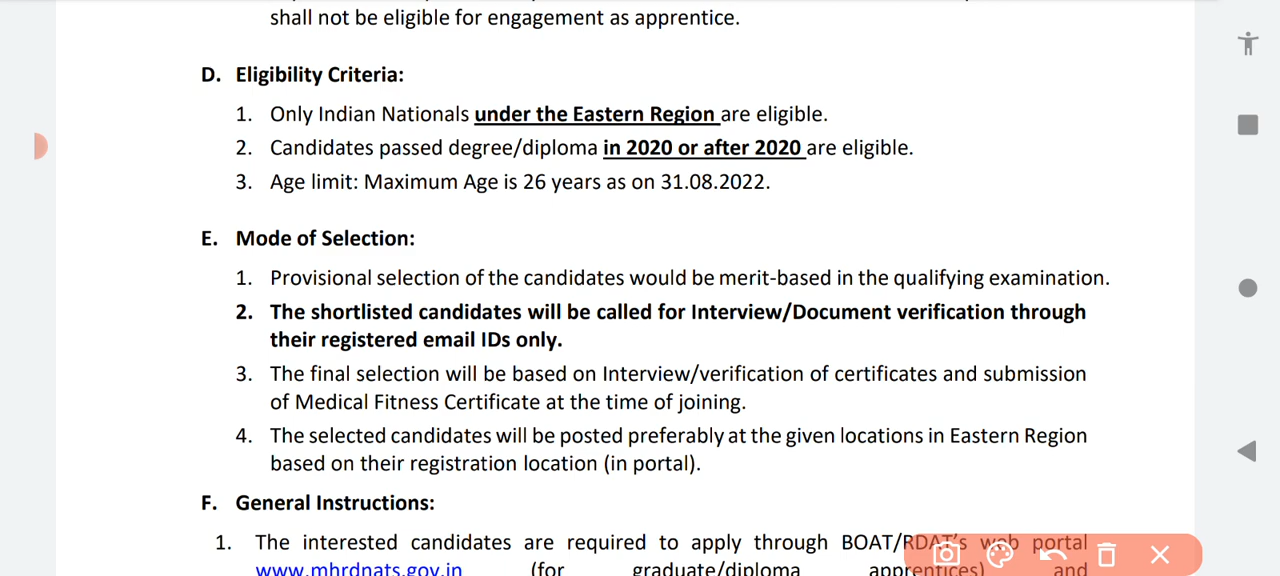 shall not be eligible for engagement as apprentice.
D. Eligibility Criteria:
1. Only Indian Nationals under the Eastern Region are eligible.
2. Candidates passed degree/diploma in 2020 or after 2020 are eligible.
3. Age limit: Maximum Age is 26 years as on 31.08.2022.
E. Mode of Selection:
1. Provisional selection of the candidates would be merit-based in the qualifying examination.
2. The shortlisted candidates will be called for Interview/Document verification through
their registered email IDs only.
3. The final selection will be based on Interview/verification of certificates and submission
of Medical Fitness Certificate at the time of joining.
4. The selected candidates will be posted preferably at the given locations in Eastern Region
based on their registration location (in portal).
F. General Instructions:
1. The interested candidates are required to apply through BOAT/RDAT's web portal
www.mhrdnats.gov.in (for graduate/diploma apprentices) and